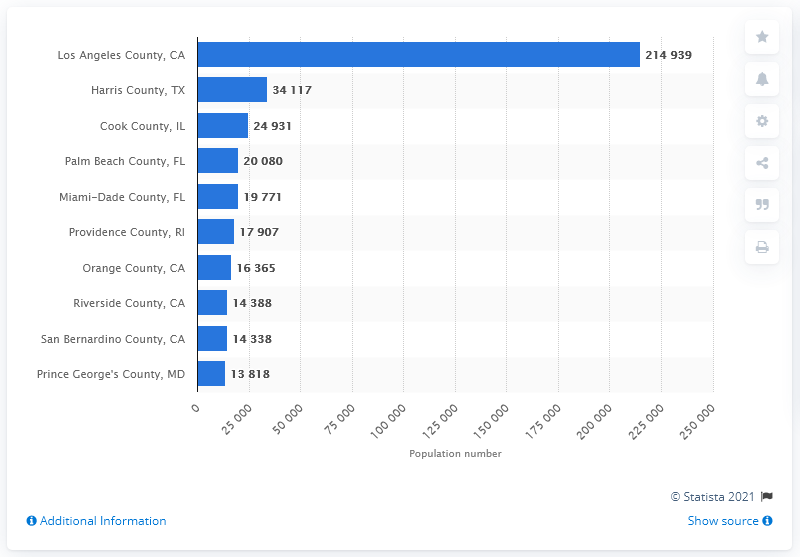 Los Angeles County, CA 214 939
Harris County, TX 34 117
Cook County, IL 24 931
Palm Beach County, FL 20 080
Miami-Dade County, FL 19 771
Providence County, RI 17 907
Orange County, CA 16 365
Riverside County, CA 14 388
San Bernardino County, CA 14 338
Prince George's County, MD 13 818
0 25 000 50 000 75 000 100 000 125 000 150 000 175 000 200 000 225 000 250 000
Population number
© Statista 2021
Additional Information Show source